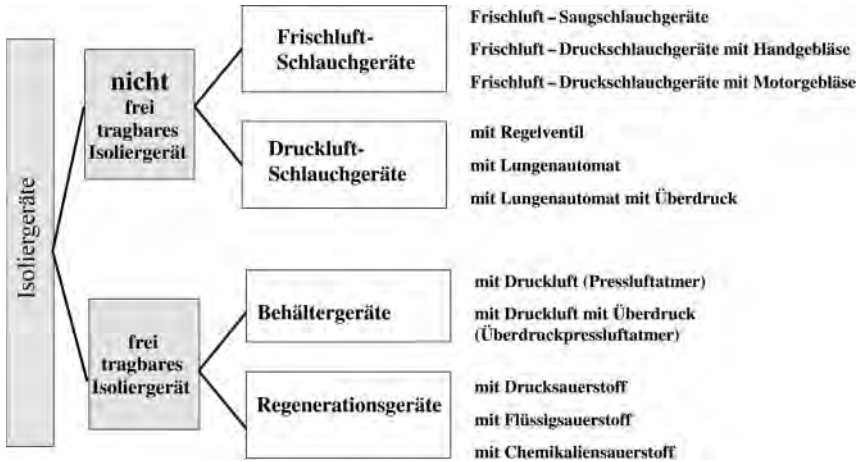 Isoliergeräte
nicht
frei
tragbares
Isoliergerät
Frischluft-
Schlauchgeräte
Frischluft – Saugschlauchgeräte
Frischluft – Druckschlauchgeräte mit Handgebläse
Frischluft – Druckschlauchgeräte mit Motorgebläse
Druckluft-
Schlauchgeräte
mit Regelventil
mit Lungenautomat
mit Lungenautomat mit Überdruck
frei
tragbares
Isoliergerät
Behältergeräte
mit Druckluft (Pressluftatmer)
mit Druckluft mit Überdruck
(Überdruckpressluftatmer)
Regenerationsgeräte
mit Drucksauerstoff
mit Flüssigsauerstoff
mit Chemikaliensauerstoff